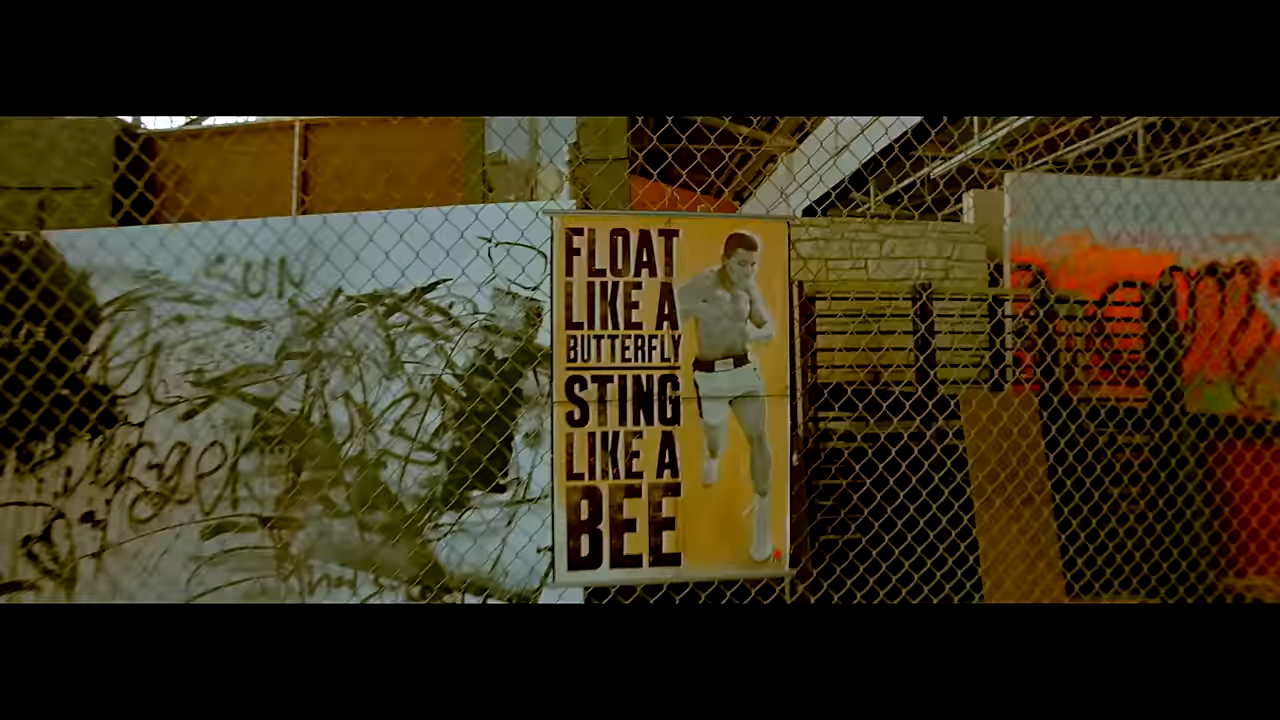 SUN
FLOAT
LIKE A
BUTTERFLY
STING
LIKE A
BEE